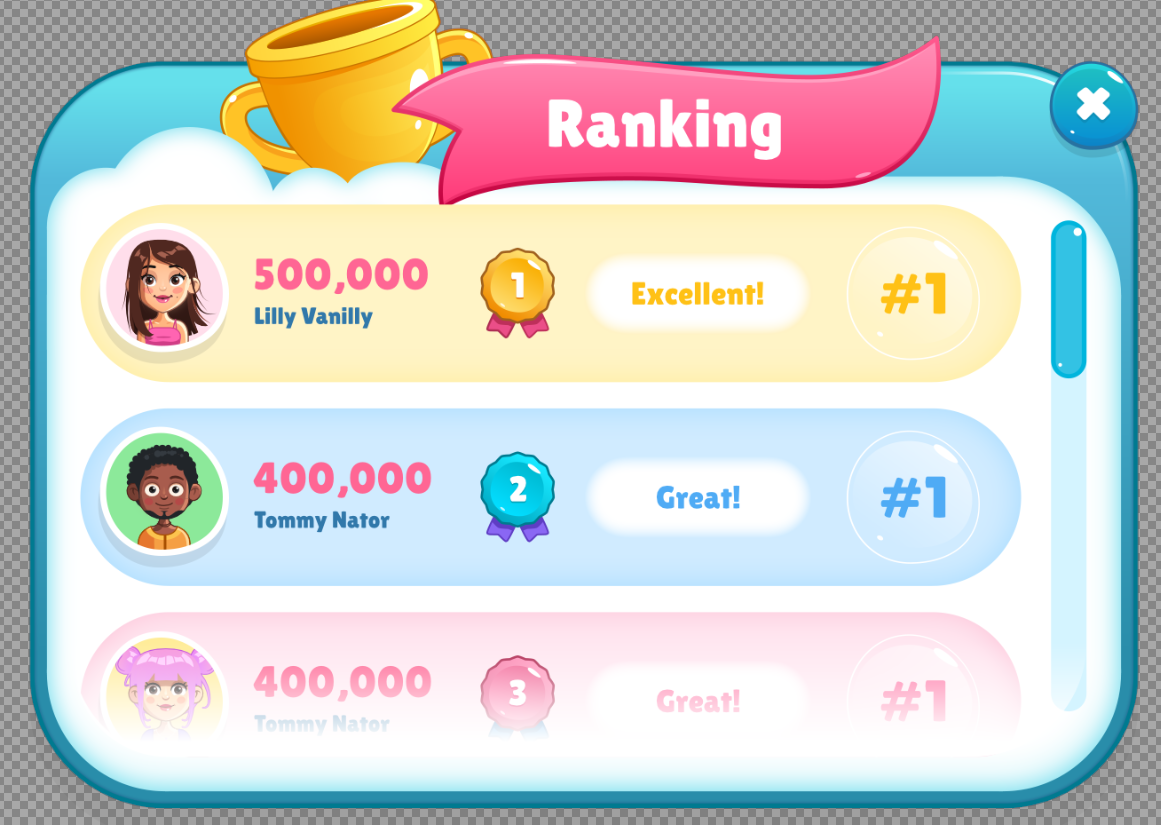 Ranking
500,000
Lilly Vanilly
1
Excellent!
#1
400,000
Tommy Nator
2
Great!
#1
400,000
Tommy Nator
3
Great!
#1